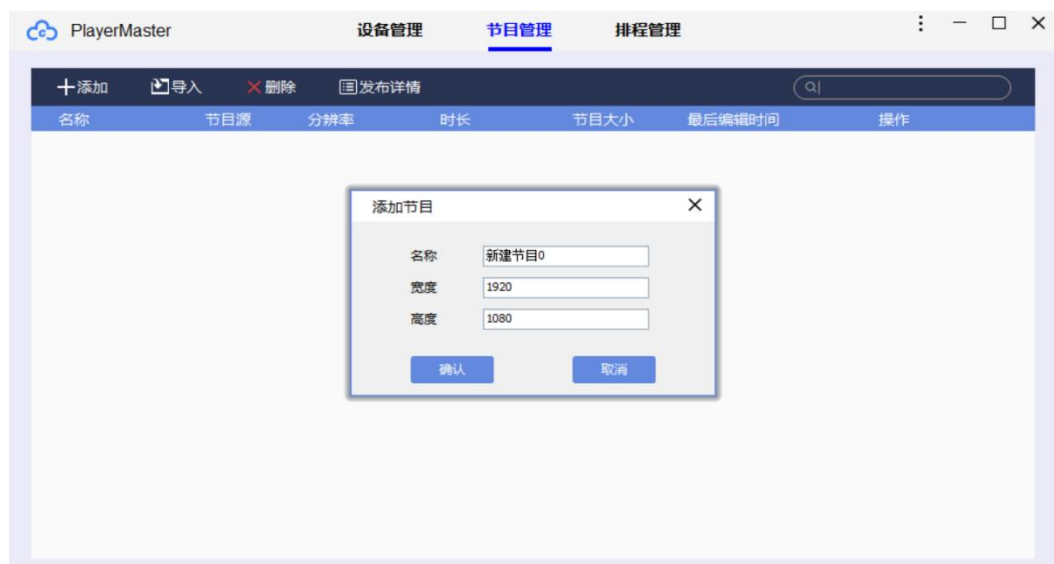 PlayerMaster 设备管理 节目管理 排程管理
添加 导入 删除 发布详情
名称 节目源 分辨率 时长 节目大小 最后编辑时间 操作
添加节目
名称 新建节目0
宽度 1920
高度 1080
确认 取消